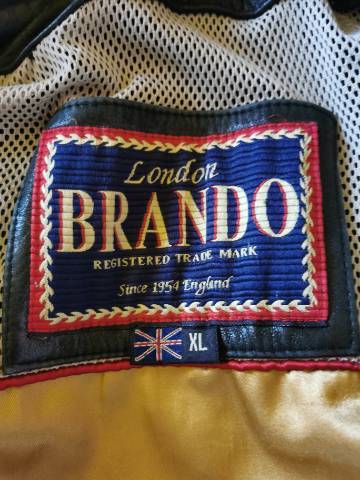 London
BRANDO
REGISTERED TRADE MARK
Since 1954 England
XL